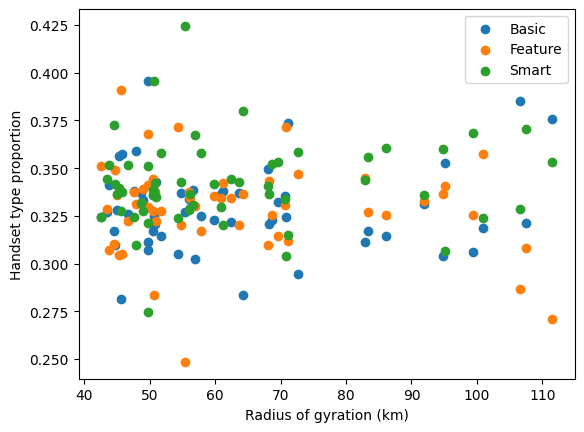 0.425
0.400
0.375
0.350
0.325
0.300
0.275
0.250
Handset type proportion
40 50 60 70 80 90 100 110
Radius of gyration (km)
Basic
Feature
Smart